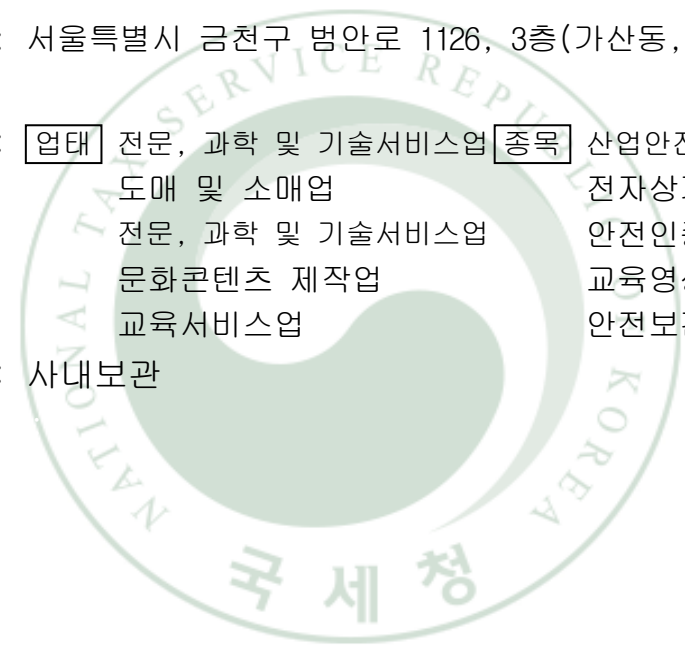 : 서울특별시 금천구 범안로 1126, 3층(가산동,
: 업태 전문, 과학 및 기술서비스업 종목 산업안전
도매 및 소매업 전자상거
전문, 과학 및 기술서비스업 안전인증
문화콘텐츠 제작업 교육영상
교육서비스업 안전보건
: 사내보관
NATIONAL TAX SERVICE REPUBLIC OF KOREA
국세청